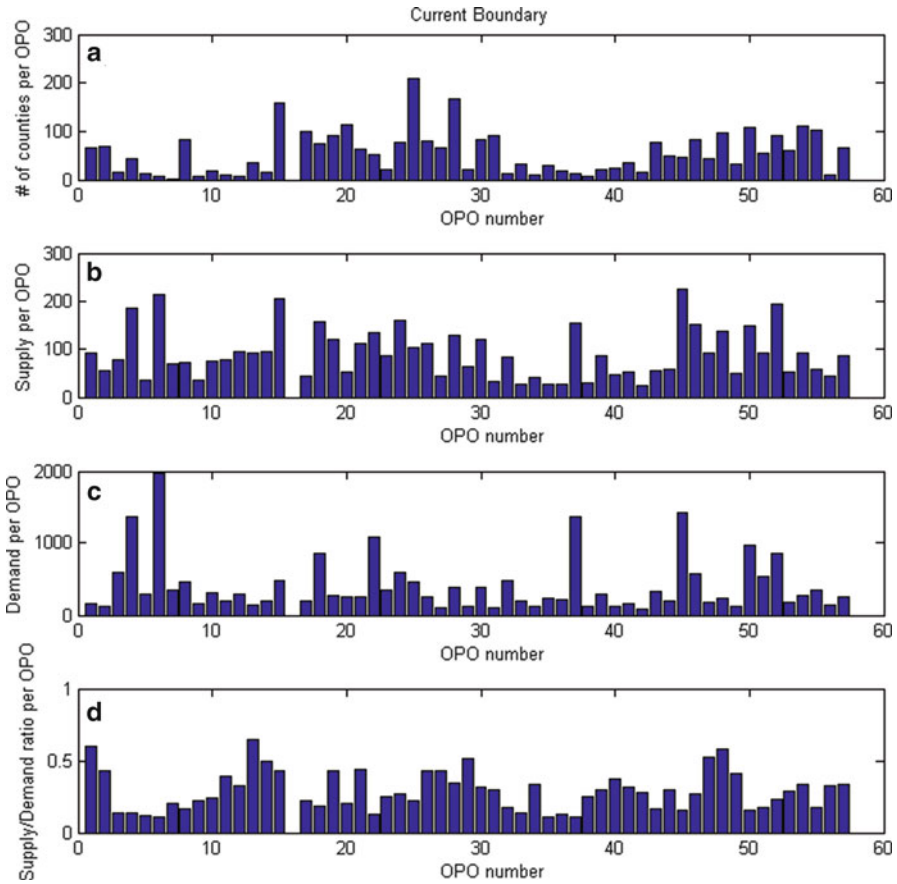 Current Boundary
a
# of counties per OPO
300
200
100
0
0 10 20 30 40 50 60
OPO number
b
Supply per OPO
300
200
100
0
0 10 20 30 40 50 60
OPO number
c
Demand per OPO
2000
1000
0
0 10 20 30 40 50 60
OPO number
d
Supply/Demand ratio per OPO
1
0.5
0
0 10 20 30 40 50 60
OPO number